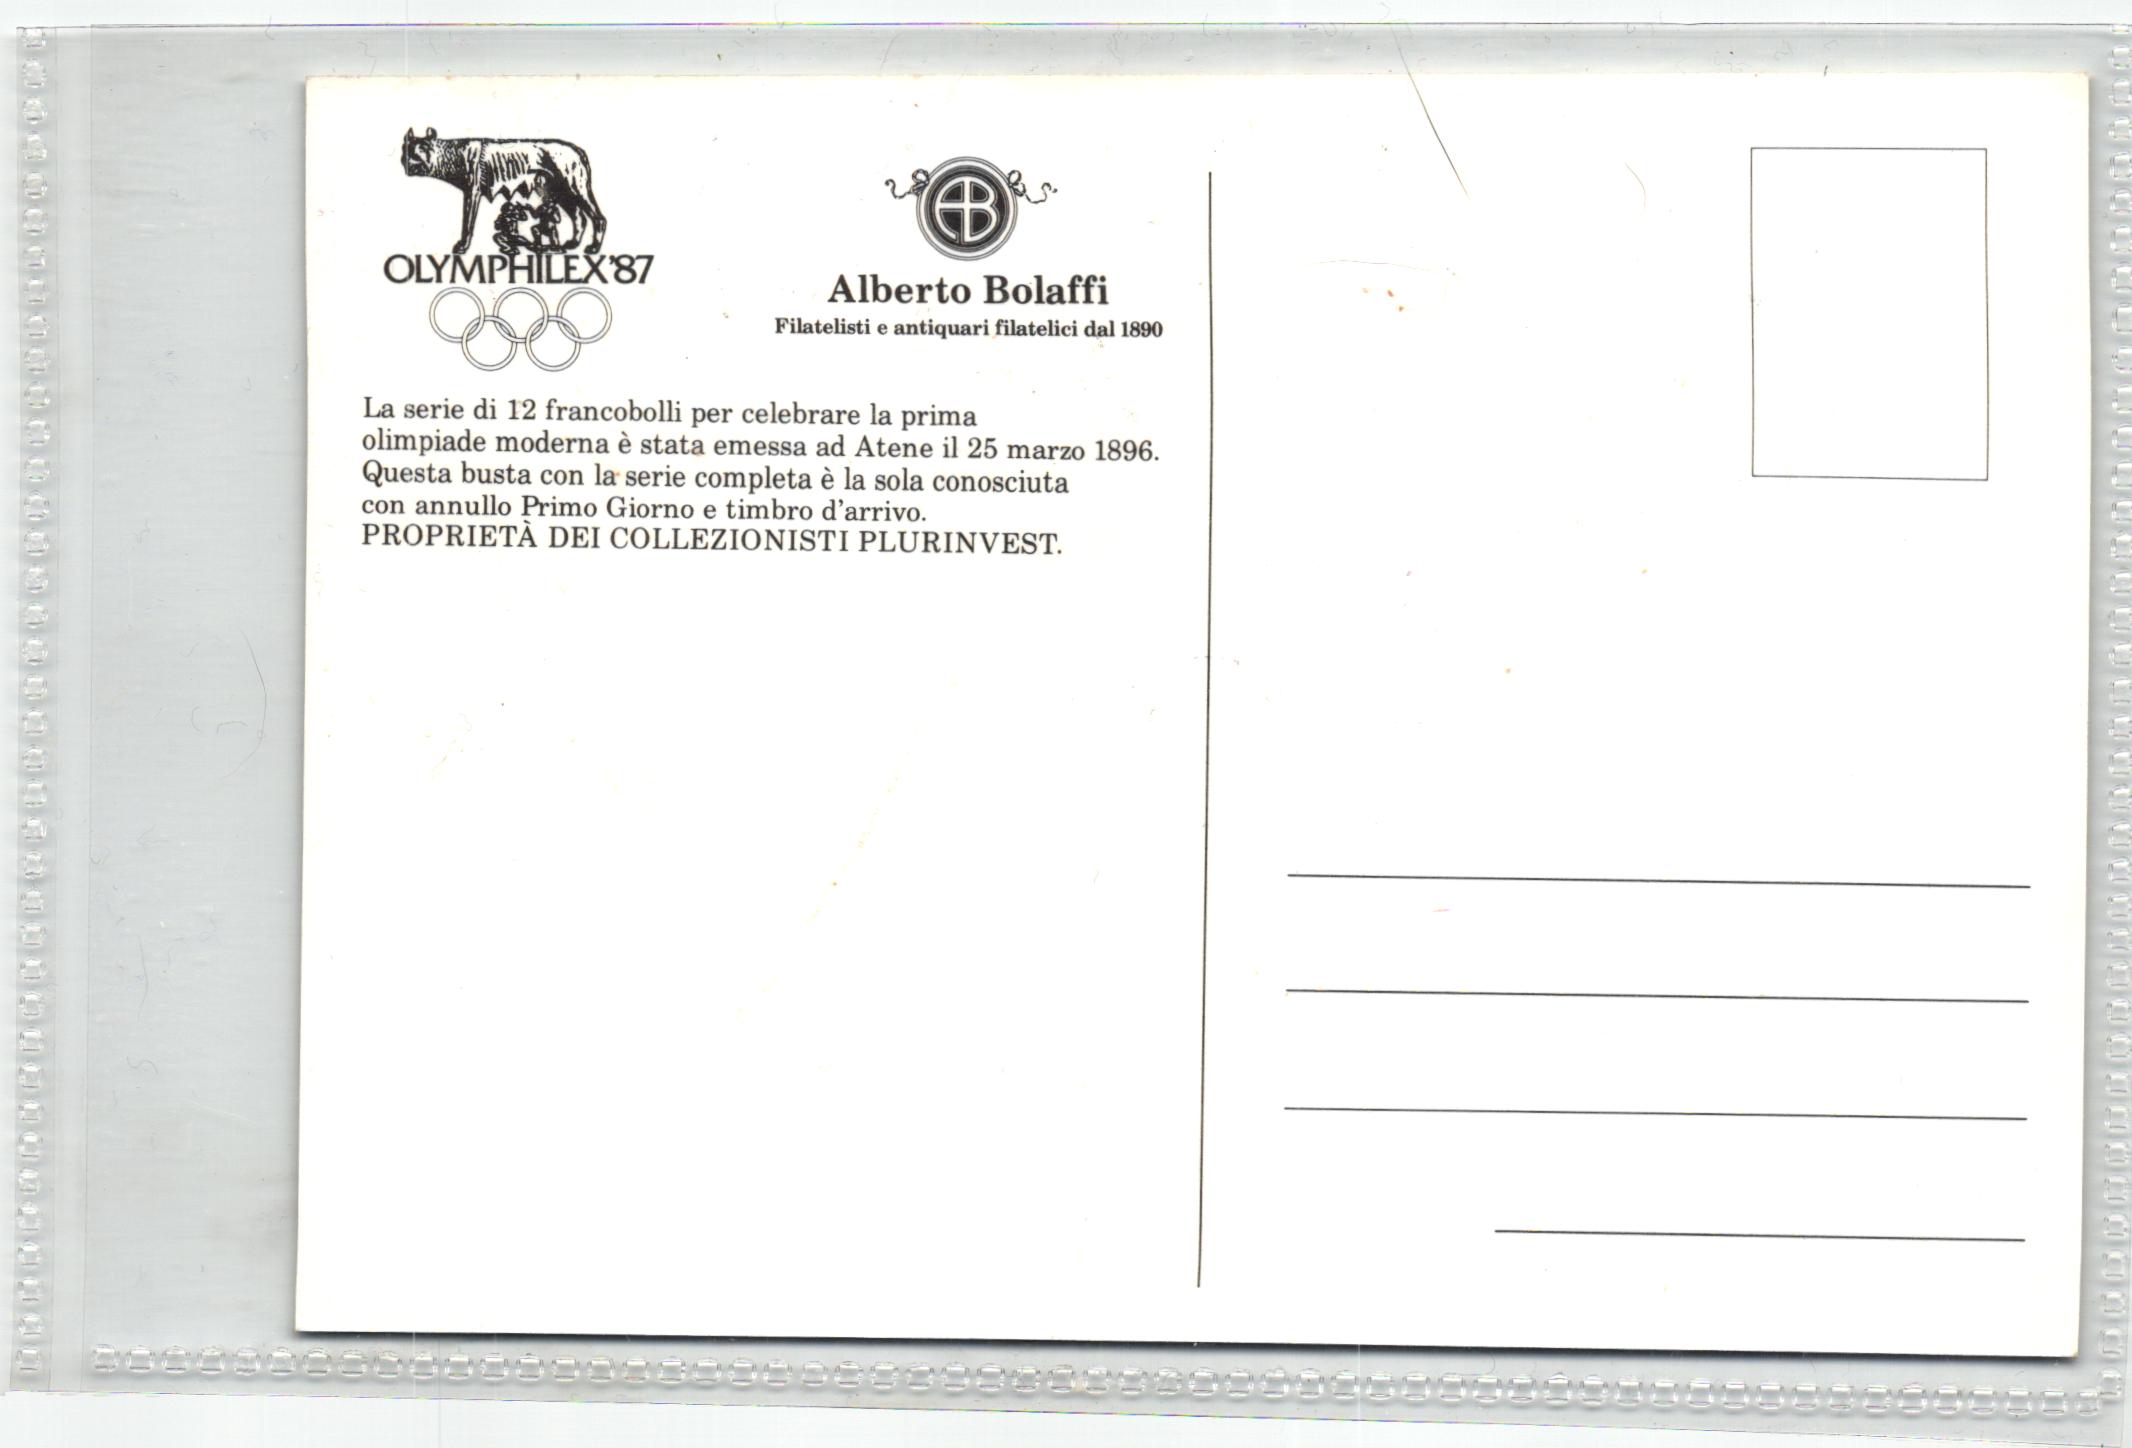 OLYMPHILEX'87
AB
Alberto Bolaffi
Filatelisti e antiquari filatelici dal 1890
La serie di 12 francobolli per celebrare la prima
olimpiade moderna è stata emessa ad Atene il 25 marzo 1896.
Questa busta con la serie completa è la sola conosciuta
con annullo Primo Giorno e timbro d'arrivo.
PROPRIETÀ DEI COLLEZIONISTI PLURINVEST.